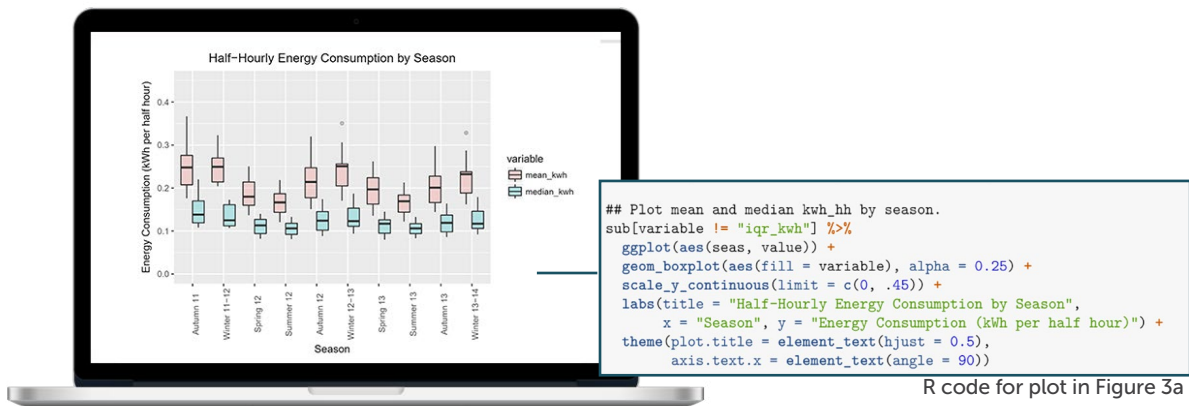 Half-Hourly Energy Consumption by Season
Energy Consumption (kWh per half hour)
0.4
0.3
0.2
0.1
0.0
Autumn 11
Winter 11-12
Spring 12
Summer 12
Autumn 12
Winter 12-13
Spring 13
Summer 13
Autumn 13
Winter 13-14
Season
variable
mean_kwh
median_kwh
## Plot mean and median kwh_hh by season.
sub[variable != "iqr_kwh"] %>%
  ggplot(aes(seas, value)) +
  geom_boxplot(aes(fill = variable), alpha = 0.25) +
  scale_y_continuous(limit = c(0, .45)) +
  labs(title = "Half-Hourly Energy Consumption by Season",
       x = "Season", y = "Energy Consumption (kWh per half hour)") +
  theme(plot.title = element_text(hjust = 0.5),
        axis.text.x = element_text(angle = 90))
R code for plot in Figure 3a